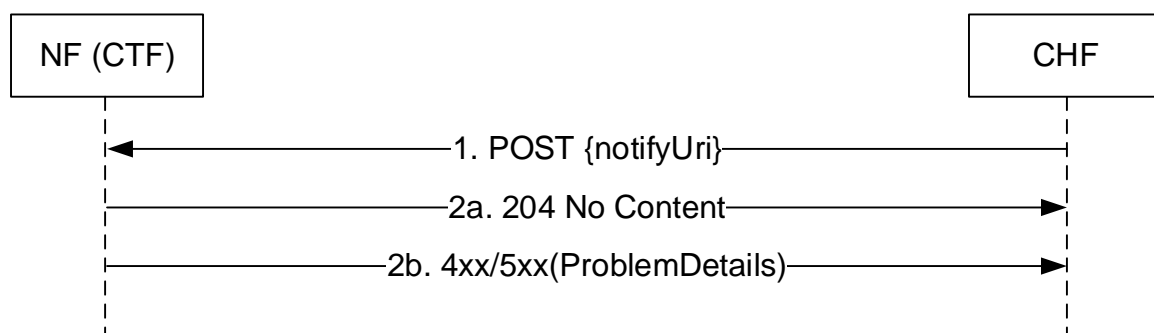 NF (CTF)
CHF
1. POST {notifyUri}
2a. 204 No Content
2b. 4xx/5xx(ProblemDetails)